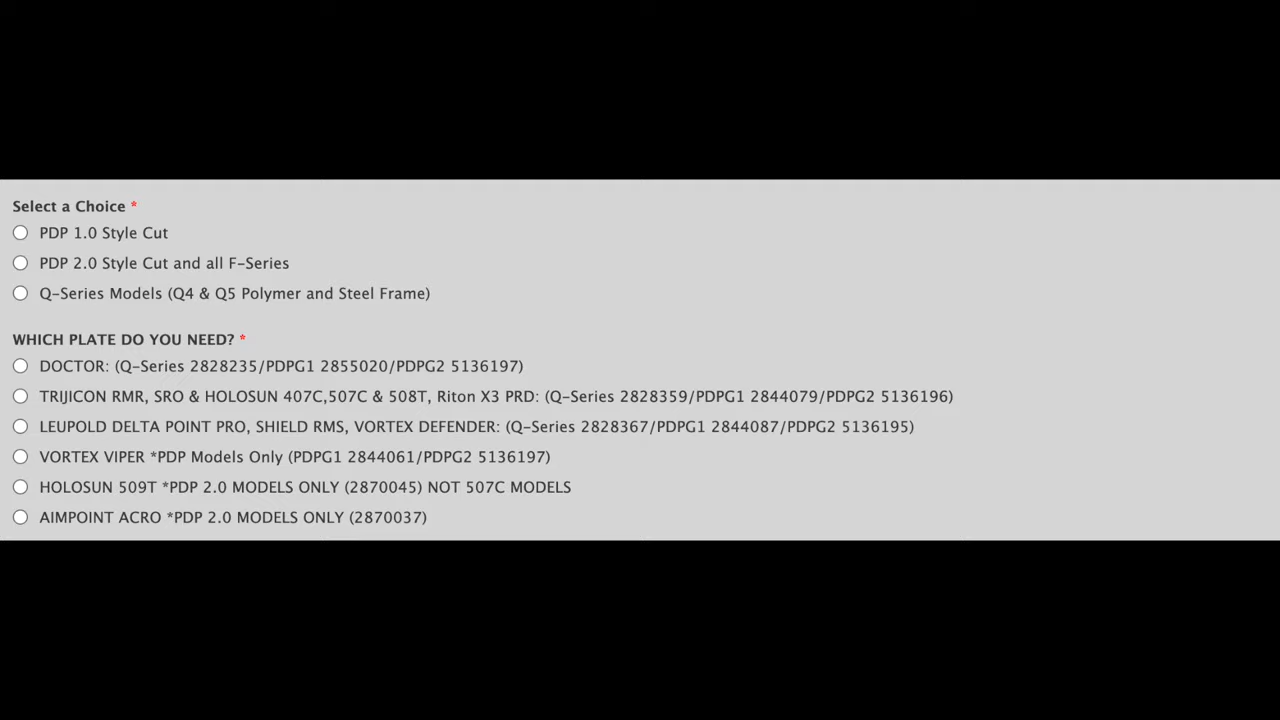 Select a Choice *
PDP 1.0 Style Cut
PDP 2.0 Style Cut and all F-Series
Q-Series Models (Q4 & Q5 Polymer and Steel Frame)
WHICH PLATE DO YOU NEED? *
DOCTOR: (Q-Series 2828235/PDPG1 2855020/PDPG2 5136197)
TRIJICON RMR, SRO & HOLOSUN 407C,507C & 508T, Riton X3 PRD: (Q-Series 2828359/PDPG1 2844079/PDPG2 5136196)
LEUPOLD DELTA POINT PRO, SHIELD RMS, VORTEX DEFENDER: (Q-Series 2828367/PDPG1 2844087/PDPG2 5136195)
VORTEX VIPER *PDP Models Only (PDPG1 2844061/PDPG2 5136197)
HOLOSUN 509T *PDP 2.0 MODELS ONLY (2870045) NOT 507C MODELS
AIMPOINT ACRO *PDP 2.0 MODELS ONLY (2870037)